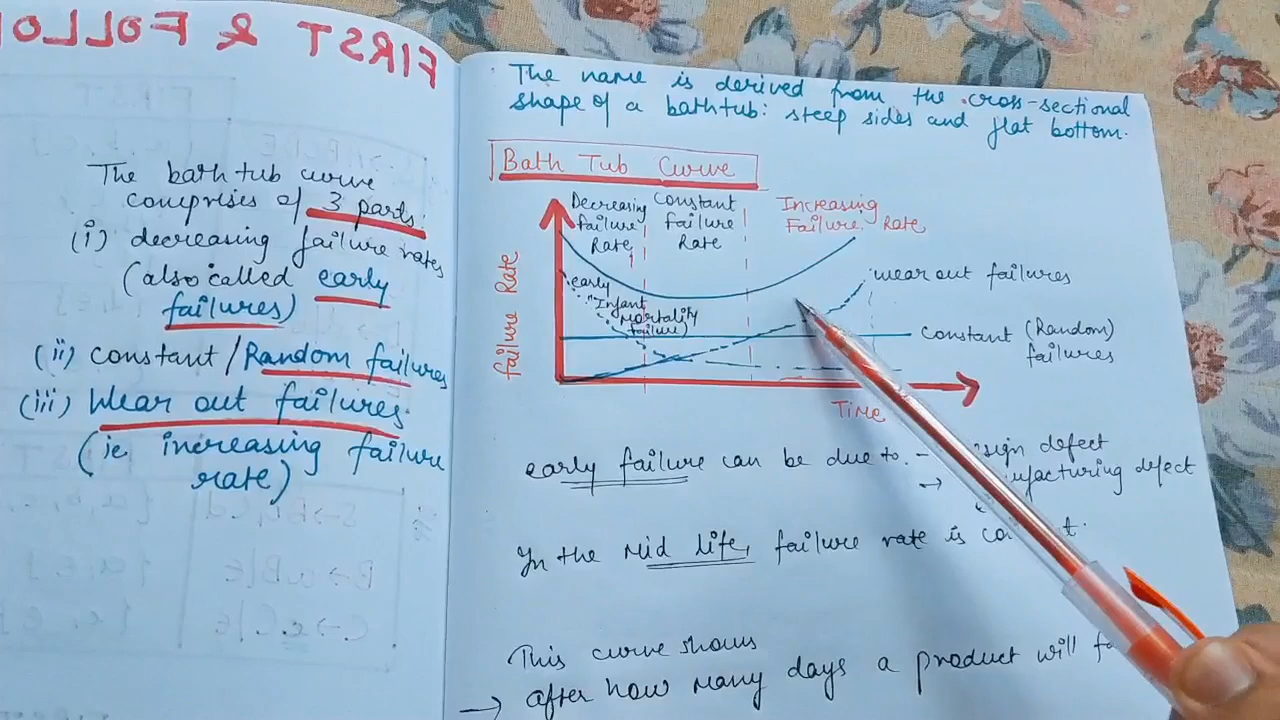 FIRST & FOLLO
The bath tub curve
comprises of 3 parts.
(i) decreasing failure rates
(also called early
failures)
(ii) constant / Random failures
(iii) Wear out failures.
(ie increasing failure
rate)
The name is derived from the cross-sectional
shape of a bathtub: steep sides and flat bottom.
Bath Tub Curve
Decreasing
failure
Rate
Constant
failure
Rate
Increasing
Failure Rate
failure Rate
early
"Infant
Mortality
failure)
wear out failures
Constant (Random)
failures
Time
early failure can be due to
defect
defect
In the Mid life, failure rate is
This curve shows
→ after how many days a product will